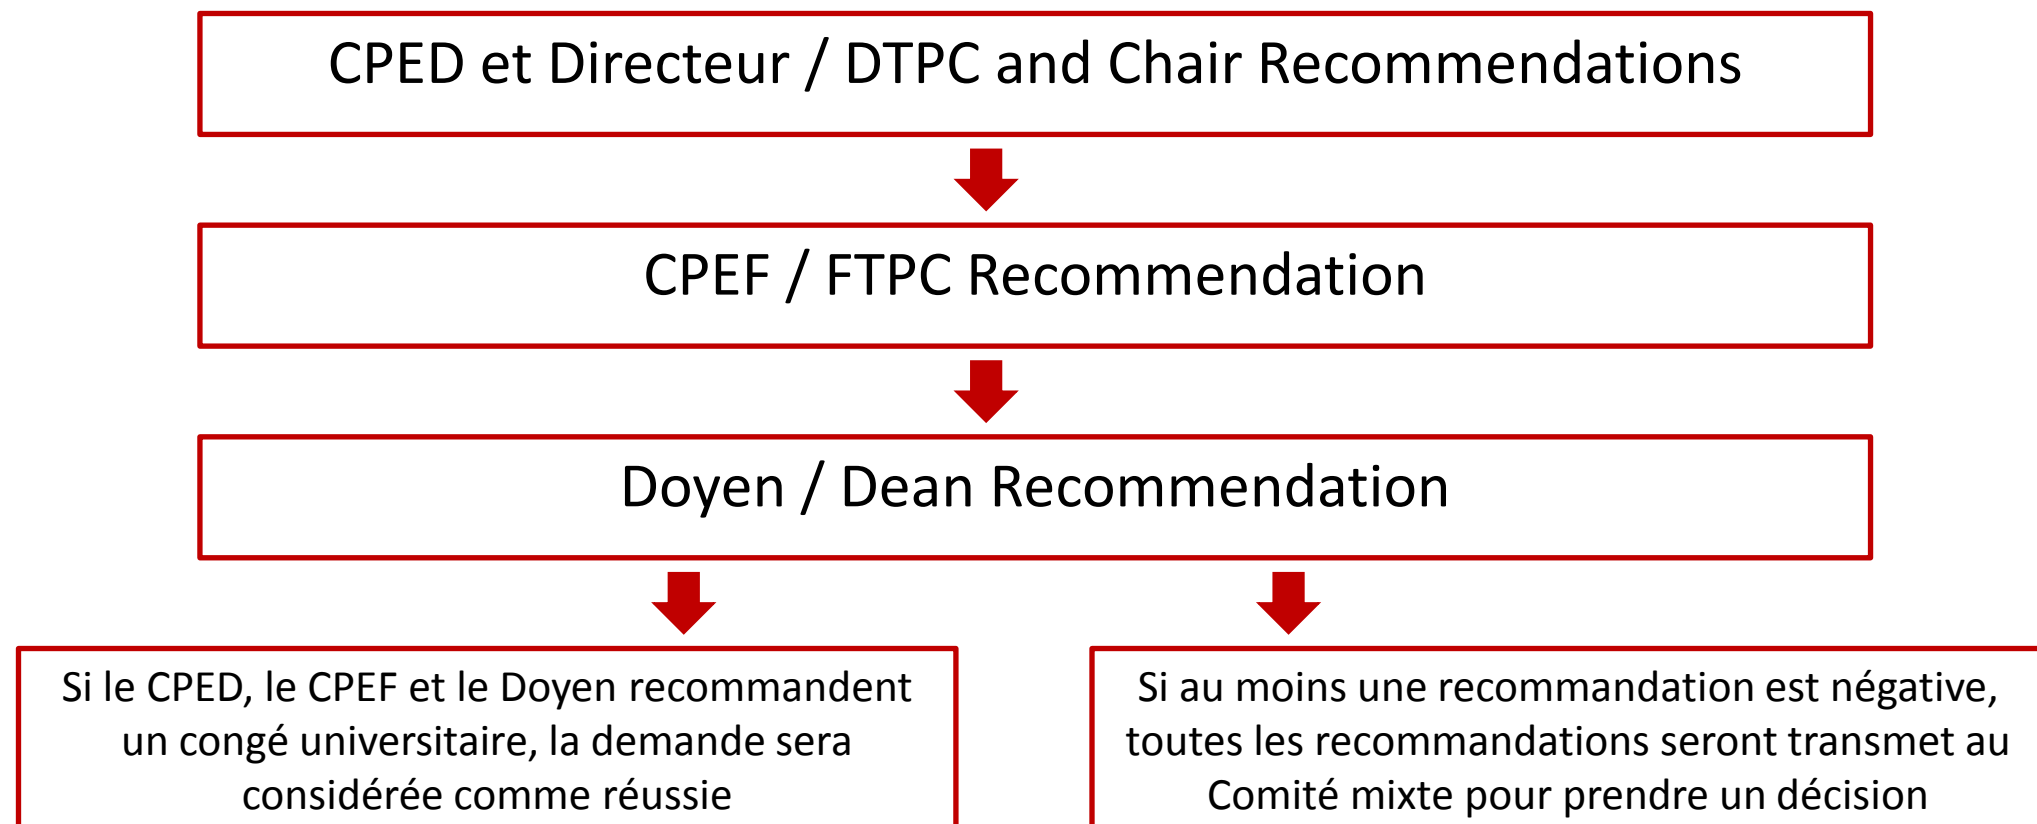 CPED et Directeur / DTPC and Chair Recommendations
CPEF / FTPC Recommendation
Doyen / Dean Recommendation
Si le CPED, le CPEF et le Doyen recommandent
un congé universitaire, la demande sera
considérée comme réussie
Si au moins une recommandation est négative,
toutes les recommandations seront transmet au
Comité mixte pour prendre un décision